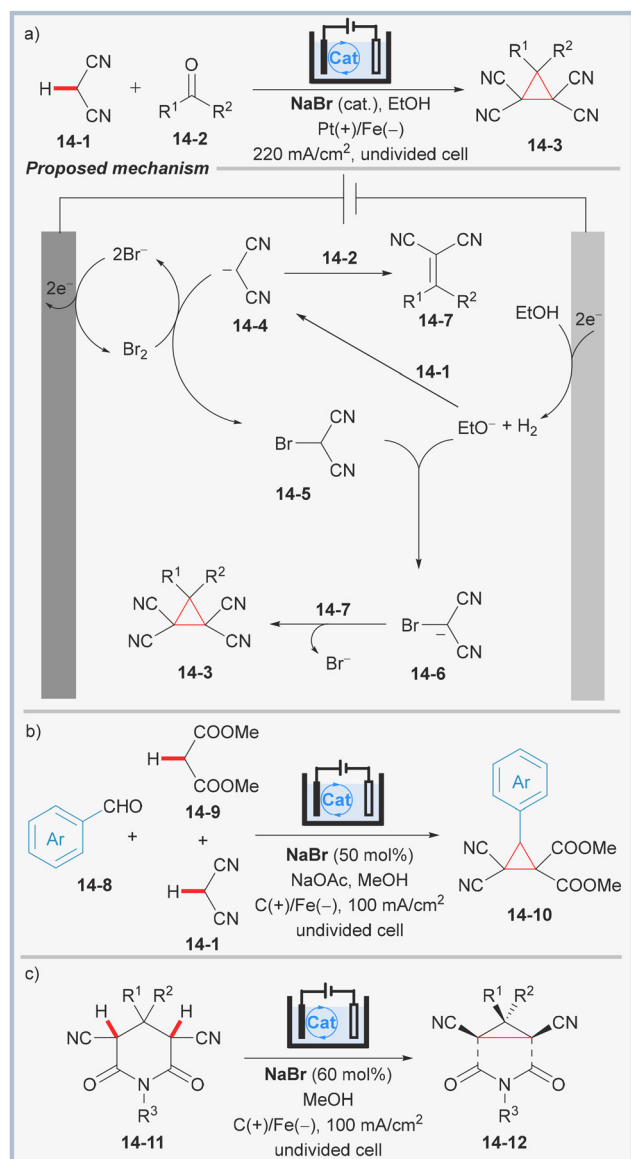 a)
H CN CN
14-1
+
O R¹ R²
14-2
Cat
NaBr (cat.), EtOH
Pt(+)/Fe(−)
220 mA/cm², undivided cell
R¹ R² CN CN NC NC
14-3
Proposed mechanism
2e⁻
2Br⁻
Br₂
CN − CN
14-4
14-2
CN CN R¹ R²
14-7
EtOH
2e⁻
14-1
EtO⁻ + H₂
Br CN CN
14-5
R¹ R² CN CN NC NC
14-3
14-7
Br⁻
Br CN − CN
14-6
b)
Ar CHO
14-8
+
COOMe H COOMe
14-9
+
CN H CN
14-1
Cat
NaBr (50 mol%)
NaOAc, MeOH
C(+)/Fe(−), 100 mA/cm²
undivided cell
Ar NC COOMe NC COOMe
14-10
c)
H R¹ R² H
NC CN
O N O
R³
14-11
Cat
NaBr (60 mol%)
MeOH
C(+)/Fe(−), 100 mA/cm²
undivided cell
R¹ R²
NC CN
O N O
R³
14-12